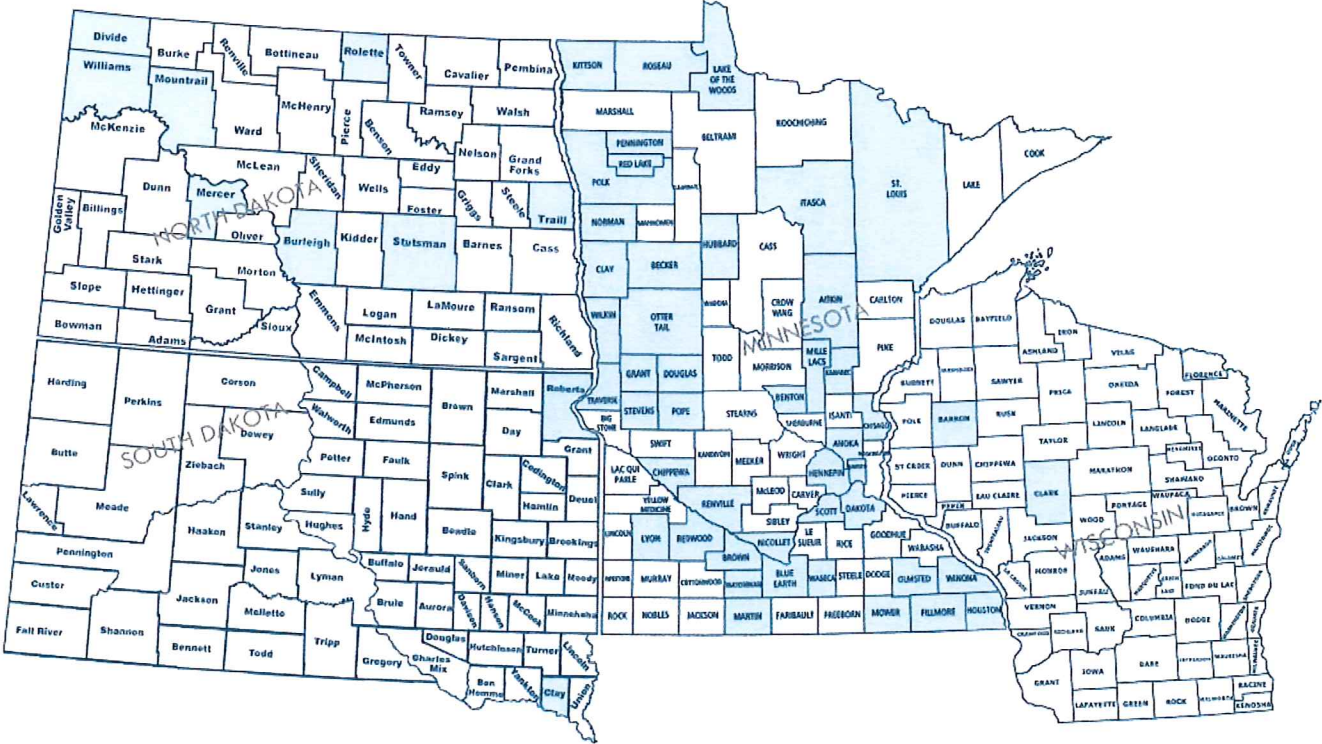 NORTH DAKOTA
Divide
Burke
Renville
Bottineau
Rolette
Towner
Cavalier
Pembina
Williams
Mountrail
McHenry
Pierce
Ramsey
Walsh
McKenzie
Ward
Benson
Nelson
Grand
Forks
McLean
Sheridan
Wells
Eddy
Foster
Griggs
Steele
Traill
Dunn
Mercer
Golden
Valley
Billings
Oliver
Burleigh
Kidder
Stutsman
Barnes
Cass
Stark
Morton
Slope
Hettinger
Grant
Emmons
Logan
LaMoure
Ransom
Richland
Bowman
Adams
Sioux
McIntosh
Dickey
Sargent
SOUTH DAKOTA
Harding
Perkins
Corson
Campbell
McPherson
Brown
Marshall
Roberts
Walworth
Edmunds
Day
Butte
Dewey
Ziebach
Potter
Faulk
Spink
Clark
Codington
Grant
Lawrence
Meade
Sully
Hyde
Hand
Hamlin
Deuel
Haakon
Stanley
Hughes
Beadle
Kingsbury
Brookings
Pennington
Jones
Lyman
Buffalo
Jerauld
Sanborn
Miner
Lake
Moody
Custer
Jackson
Mellette
Brule
Aurora
Davison
Hanson
McCook
Minnehaha
Fall River
Shannon
Bennett
Todd
Tripp
Gregory
Charles
Mix
Douglas
Hutchinson
Turner
Lincoln
Bon
Homme
Yankton
Clay
Union
MINNESOTA
KITTSON
ROSEAU
LAKE
OF THE
WOODS
MARSHALL
BELTRAMI
KOOCHICHING
PENNINGTON
RED LAKE
POLK
ITASCA
ST.
LOUIS
LAKE
COOK
NORMAN
MAHNOMEN
HUBBARD
CASS
CLAY
BECKER
WADENA
CROW
WING
AITKIN
CARLTON
WILKIN
OTTER
TAIL
TODD
MORRISON
MILLE
LACS
KANABEC
PINE
GRANT
DOUGLAS
TRAVERSE
STEVENS
POPE
STEARNS
BENTON
SHERBURNE
ISANTI
CHISAGO
BIG
STONE
SWIFT
KANDIYOHI
MEEKER
WRIGHT
ANOKA
HENNEPIN
LAC QUI
PARLE
CHIPPEWA
McLEOD
CARVER
SCOTT
DAKOTA
YELLOW
MEDICINE
RENVILLE
SIBLEY
LINCOLN
LYON
REDWOOD
NICOLLET
LE
SUEUR
RICE
GOODHUE
WABASHA
BROWN
MURRAY
COTTONWOOD
WATONWAN
BLUE
EARTH
WASECA
STEELE
DODGE
OLMSTED
WINONA
ROCK
NOBLES
JACKSON
MARTIN
FARIBAULT
FREEBORN
MOWER
FILLMORE
HOUSTON
WISCONSIN
DOUGLAS
BAYFIELD
ASHLAND
IRON
VILAS
FLORENCE
BURNETT
SAWYER
PRICE
ONEIDA
FOREST
MARINETTE
POLK
BARRON
RUSK
TAYLOR
LINCOLN
LANGLADE
OCONTO
ST CROIX
DUNN
CHIPPEWA
MARATHON
SHAWANO
PIERCE
PEPIN
EAU CLAIRE
CLARK
BUFFALO
JACKSON
WOOD
PORTAGE
WAUPACA
BROWN
MONROE
JUNEAU
ADAMS
WAUSHARA
FOND DU LAC
VERNON
SAUK
COLUMBIA
DODGE
GRANT
IOWA
DANE
WAUKESHA
LAFAYETTE
GREEN
ROCK
WALWORTH
RACINE
KENOSHA